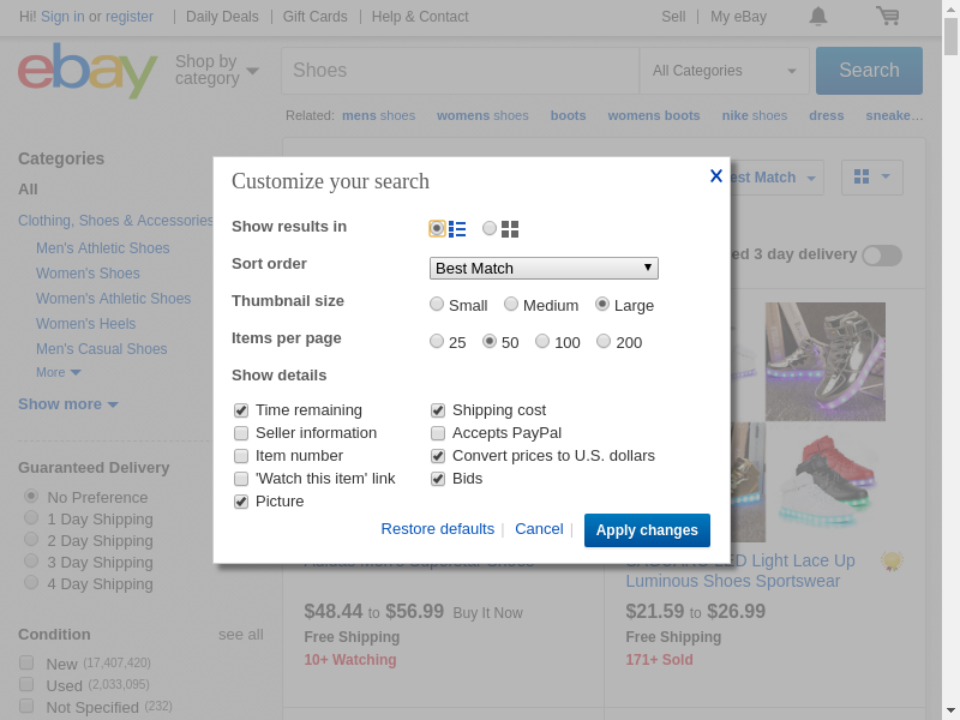 Hi! Sign in or register
Daily Deals
Gift Cards
Help & Contact
Sell
My eBay
ebay
Shop by
category
Shoes
All Categories
Search
Related: mens shoes womens shoes boots womens boots nike shoes dress sneake…
Categories
All
Clothing, Shoes & Accessories
Men's Athletic Shoes
Women's Shoes
Women's Athletic Shoes
Women's Heels
Men's Casual Shoes
More
Show more
Guaranteed Delivery
No Preference
1 Day Shipping
2 Day Shipping
3 Day Shipping
4 Day Shipping
Condition
see all
New (17,407,420)
Used (2,033,095)
Not Specified (232)
Customize your search
X
Show results in
Sort order
Best Match
Thumbnail size
Small
Medium
Large
Items per page
25
50
100
200
Show details
Time remaining
Shipping cost
Seller information
Accepts PayPal
Item number
Convert prices to U.S. dollars
'Watch this item' link
Bids
Picture
Restore defaults
Cancel
Apply changes
est Match
ed 3 day delivery
$48.44 to $56.99 Buy It Now
Free Shipping
10+ Watching
LED Light Lace Up
Luminous Shoes Sportswear
$21.59 to $26.99
Free Shipping
171+ Sold